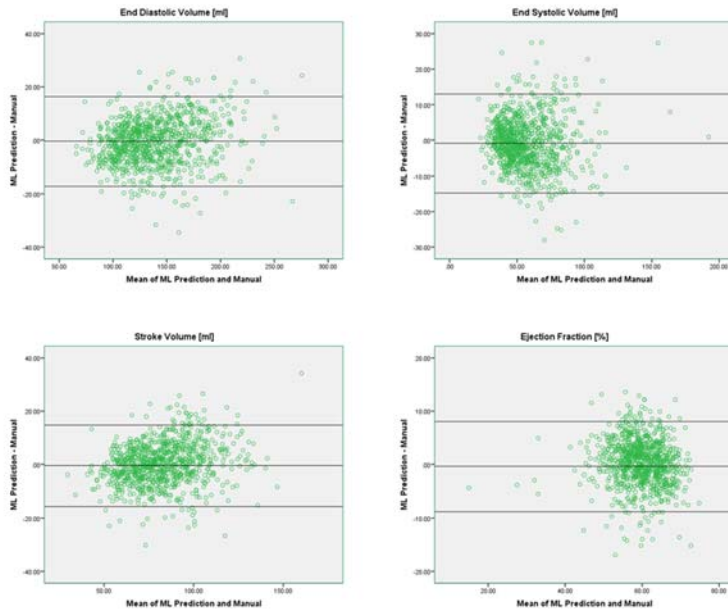 End Diastolic Volume [ml]
ML Prediction - Manual
40.00
20.00
.00
-20.00
-40.00
50.00 100.00 150.00 200.00 250.00 300.00
Mean of ML Prediction and Manual
End Systolic Volume [ml]
ML Prediction - Manual
30.00
20.00
10.00
.00
-10.00
-20.00
-30.00
.00 50.00 100.00 150.00 200.00
Mean of ML Prediction and Manual
Stroke Volume [ml]
ML Prediction - Manual
40.00
20.00
.00
-20.00
-40.00
50.00 100.00 150.00
Mean of ML Prediction and Manual
Ejection Fraction [%]
ML Prediction - Manual
20.00
10.00
.00
-10.00
-20.00
20.00 40.00 60.00 80.00
Mean of ML Prediction and Manual